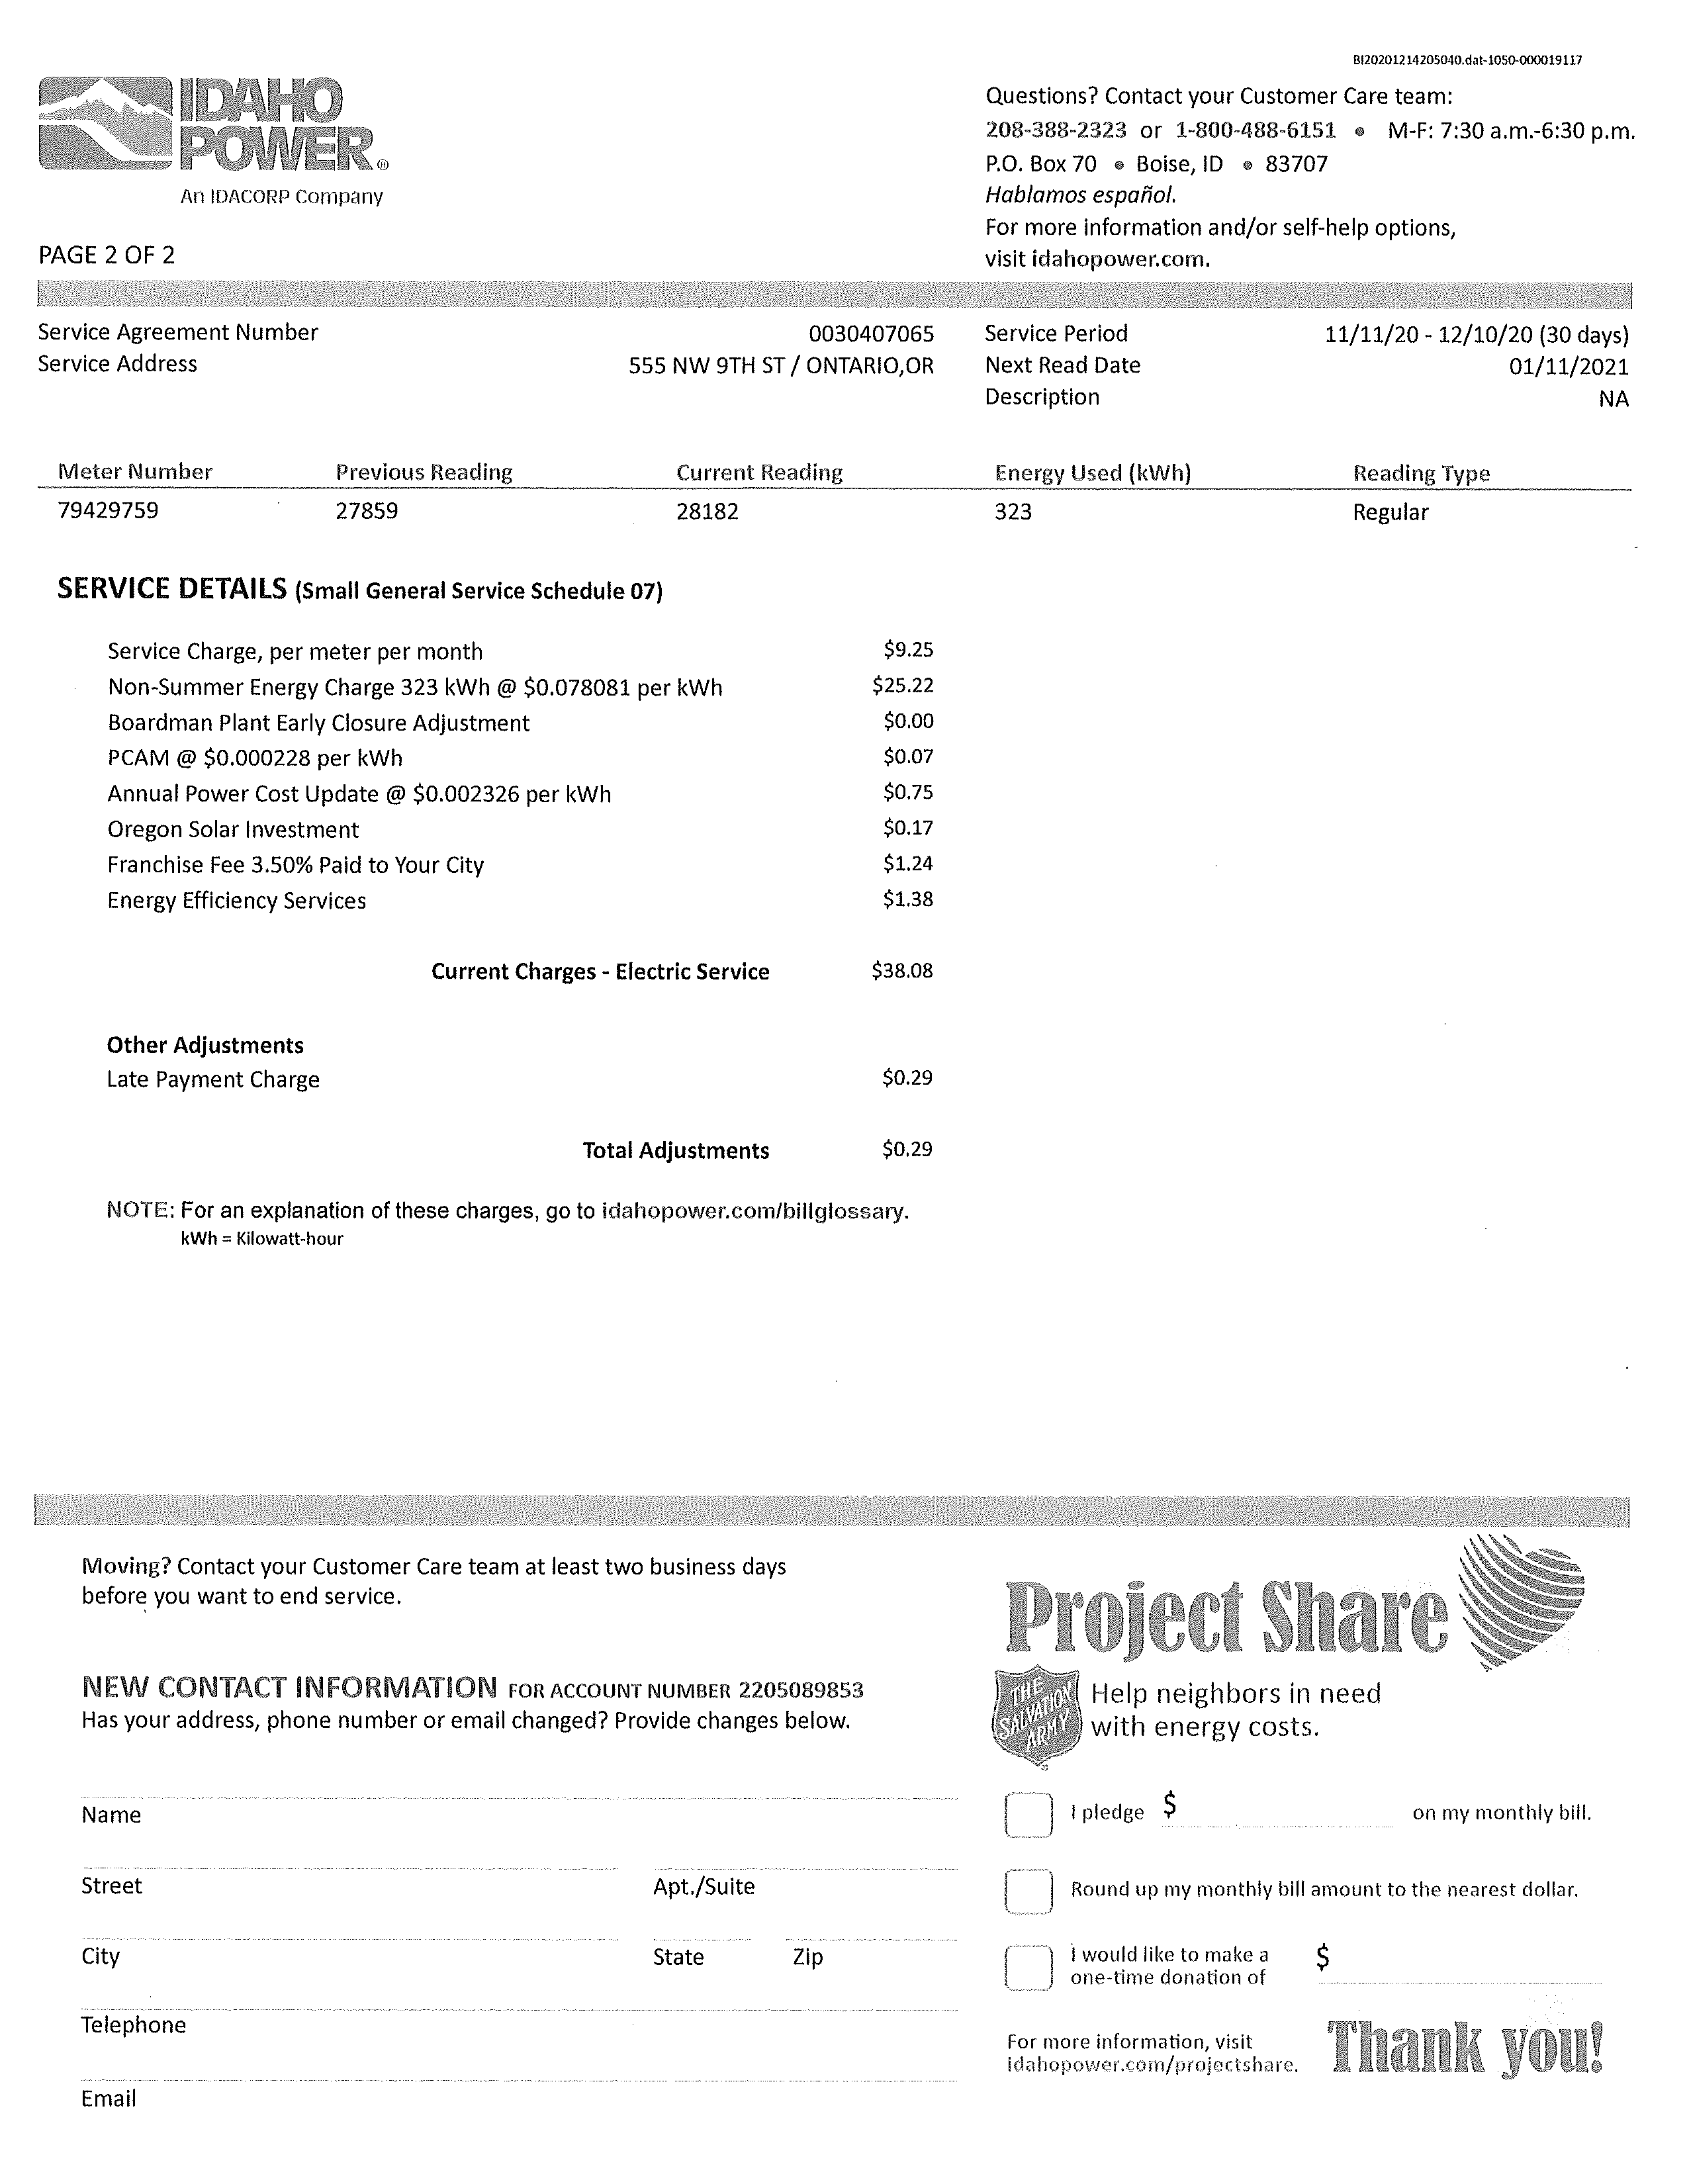 BI20201214205040.dat-1050-000019117
IDAHO
POWER®
An IDACORP Company
PAGE 2 OF 2
Questions? Contact your Customer Care team:
208-388-2323 or 1-800-488-6151 • M-F: 7:30 a.m.-6:30 p.m.
P.O. Box 70 • Boise, ID • 83707
Hablamos español.
For more information and/or self-help options,
visit idahopower.com.
Service Agreement Number 0030407065
Service Address 555 NW 9TH ST / ONTARIO,OR
Service Period 11/11/20 - 12/10/20 (30 days)
Next Read Date 01/11/2021
Description NA
Meter Number Previous Reading Current Reading Energy Used (kWh) Reading Type
79429759 27859 28182 323 Regular
SERVICE DETAILS (Small General Service Schedule 07)
Service Charge, per meter per month $9.25
Non-Summer Energy Charge 323 kWh @ $0.078081 per kWh $25.22
Boardman Plant Early Closure Adjustment $0.00
PCAM @ $0.000228 per kWh $0.07
Annual Power Cost Update @ $0.002326 per kWh $0.75
Oregon Solar Investment $0.17
Franchise Fee 3.50% Paid to Your City $1.24
Energy Efficiency Services $1.38
Current Charges - Electric Service $38.08
Other Adjustments
Late Payment Charge $0.29
Total Adjustments $0.29
NOTE: For an explanation of these charges, go to idahopower.com/billglossary.
kWh = Kilowatt-hour
Moving? Contact your Customer Care team at least two business days
before you want to end service.
NEW CONTACT INFORMATION FOR ACCOUNT NUMBER 2205089853
Has your address, phone number or email changed? Provide changes below.
Name
Street Apt./Suite
City State Zip
Telephone
Email
Project Share
THE
SALVATION
ARMY
Help neighbors in need
with energy costs.
I pledge $ on my monthly bill.
Round up my monthly bill amount to the nearest dollar.
I would like to make a
one-time donation of $
For more information, visit
idahopower.com/projectshare.
Thank you!